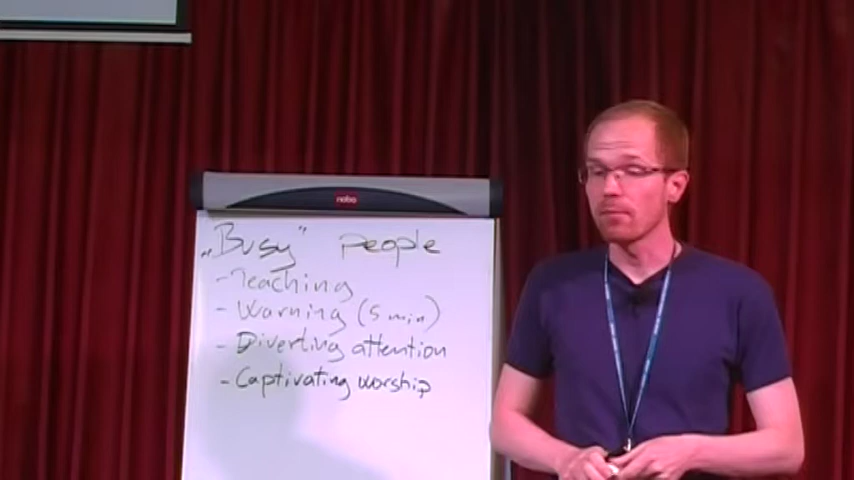 nobo
„Busy" people
- Teaching
- Warning (5 min)
- Diverting attention
- Captivating worship